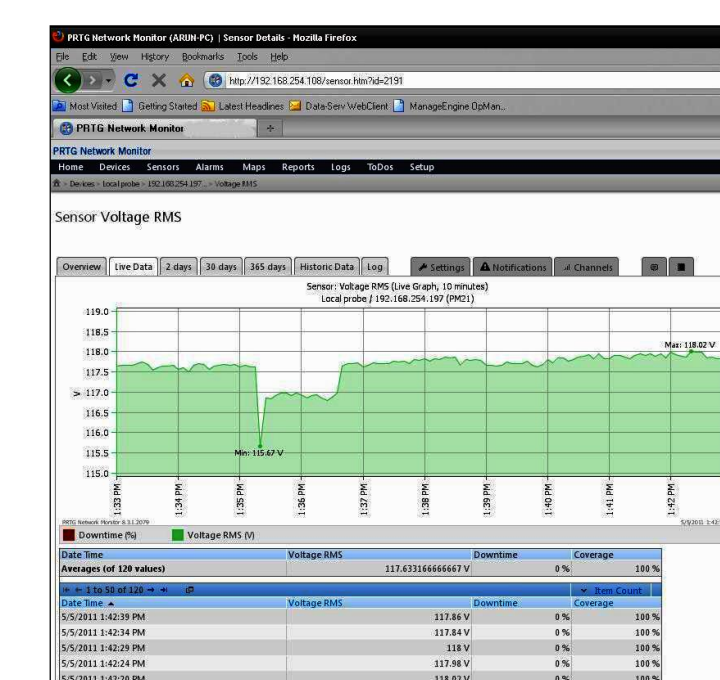 PRTG Network Monitor (ARUN-PC) | Sensor Details - Mozilla Firefox
File Edit View History Bookmarks Tools Help
http://192.168.254.108/sensor.htm?id=2191
Most Visited Getting Started Latest Headlines Data-Serv WebClient ManageEngine OpMan...
PRTG Network Monitor
PRTG Network Monitor
Home Devices Sensors Alarms Maps Reports Logs ToDos Setup
Devices Local probe 192.168.254.197... Voltage RMS
Sensor Voltage RMS
Overview Live Data 2 days 30 days 365 days Historic Data Log Settings Notifications Channels
Sensor: Voltage RMS (Live Graph, 10 minutes)
Local probe / 192.168.254.197 (PM21)
119.0
118.5
Max: 118.02 V
118.0
117.5
V
117.0
116.5
116.0
115.5
Min: 115.67 V
115.0
1:33 PM 1:34 PM 1:35 PM 1:36 PM 1:37 PM 1:38 PM 1:39 PM 1:40 PM 1:41 PM 1:42 PM
PRTG Network Monitor 8.3.1.2079 5/5/2011 1:42
Downtime (%) Voltage RMS (V)
Date Time Voltage RMS Downtime Coverage
Averages (of 120 values) 117.633166666667 V 0 % 100 %
1 to 50 of 120 Item Count
Date Time Voltage RMS Downtime Coverage
5/5/2011 1:42:39 PM 117.86 V 0 % 100 %
5/5/2011 1:42:34 PM 117.84 V 0 % 100 %
5/5/2011 1:42:29 PM 118 V 0 % 100 %
5/5/2011 1:42:24 PM 117.98 V 0 % 100 %
5/5/2011 1:42:20 PM 118.02 V 0 % 100 %